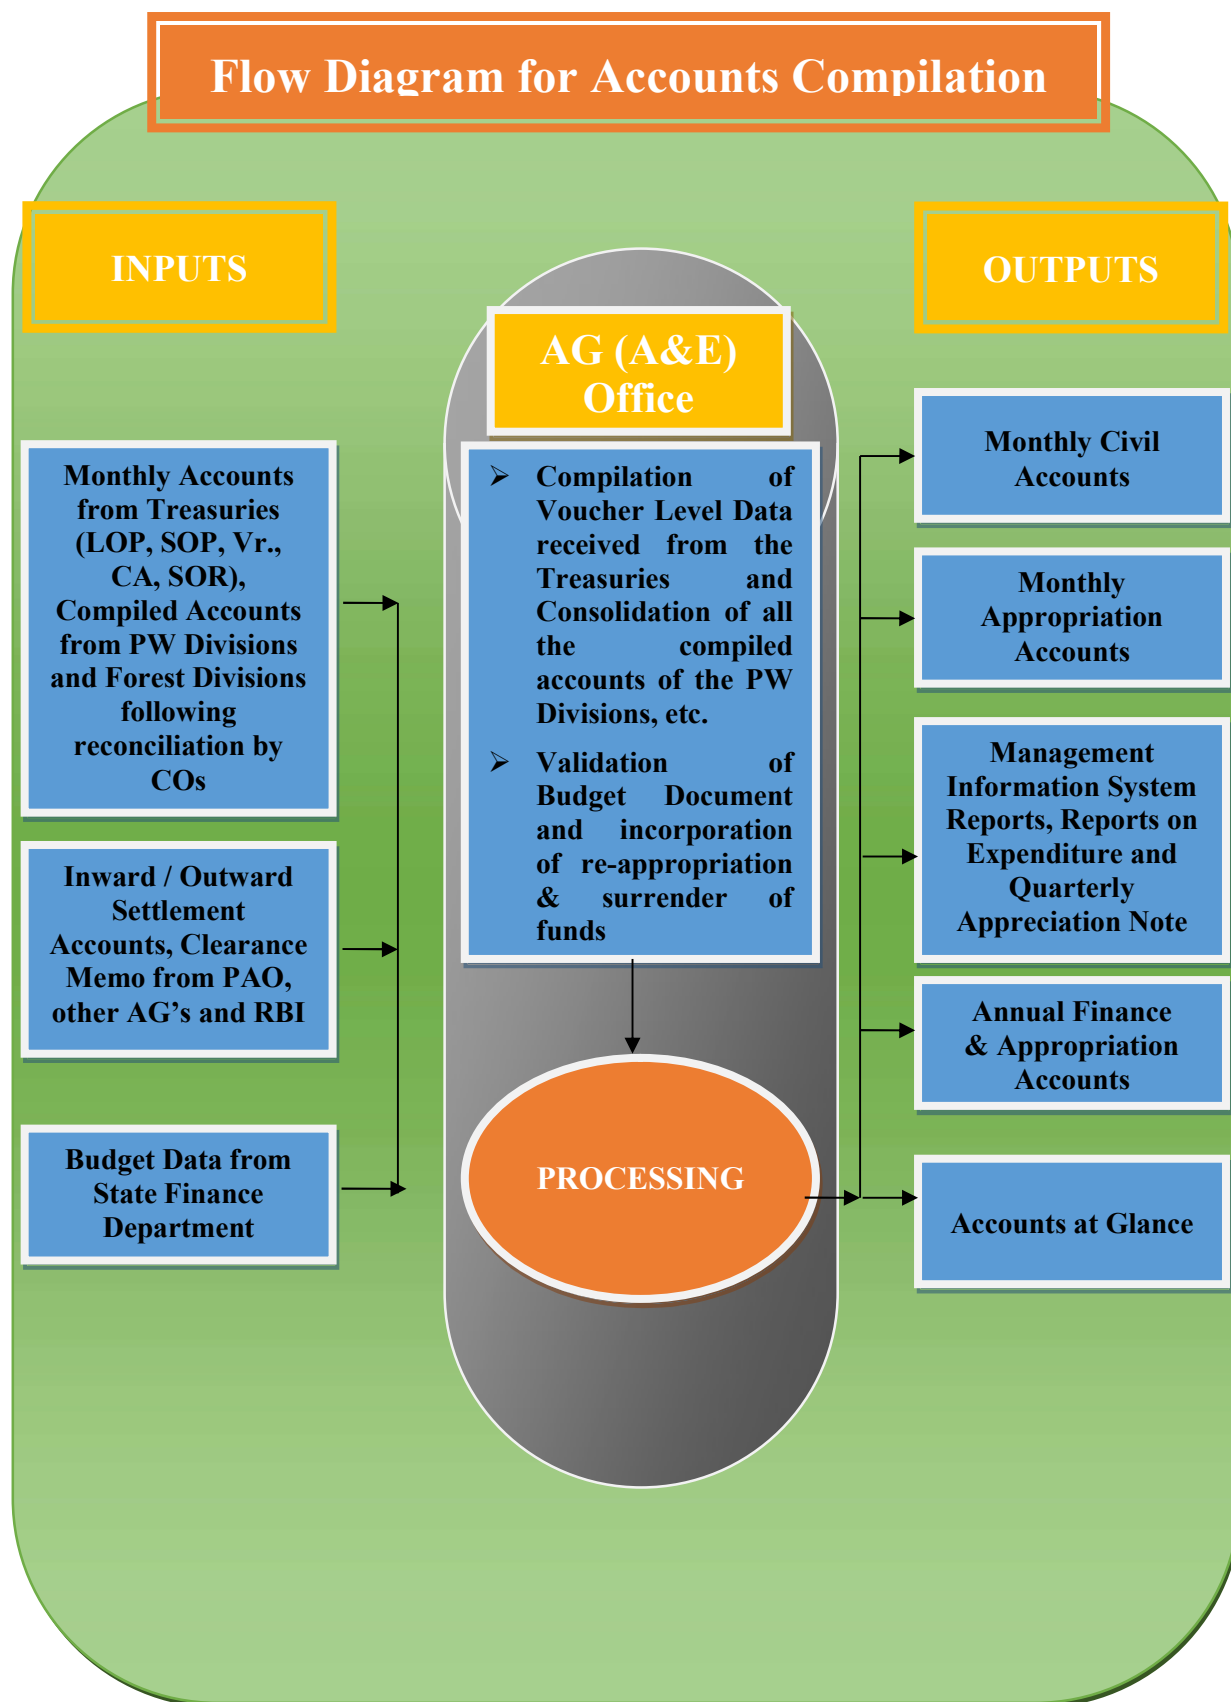 Flow Diagram for Accounts Compilation
INPUTS
Monthly Accounts
from Treasuries
(LOP, SOP, Vr.,
CA, SOR),
Compiled Accounts
from PW Divisions
and Forest Divisions
following
reconciliation by
COs
Inward / Outward
Settlement
Accounts, Clearance
Memo from PAO,
other AG’s and RBI
Budget Data from
State Finance
Department
AG (A&E)
Office
➢ Compilation of
Voucher Level Data
received from the
Treasuries and
Consolidation of all
the compiled
accounts of the PW
Divisions, etc.
➢ Validation of
Budget Document
and incorporation
of re-appropriation
& surrender of
funds
PROCESSING
OUTPUTS
Monthly Civil
Accounts
Monthly
Appropriation
Accounts
Management
Information System
Reports, Reports on
Expenditure and
Quarterly
Appreciation Note
Annual Finance
& Appropriation
Accounts
Accounts at Glance